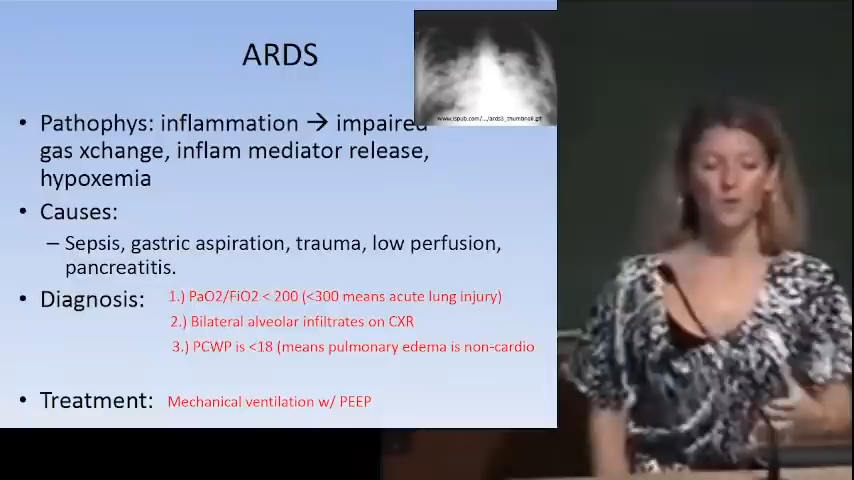 ARDS
www.ispub.com/.../ards3_thumbnail.gif
• Pathophys: inflammation → impaired
gas xchange, inflam mediator release,
hypoxemia
• Causes:
– Sepsis, gastric aspiration, trauma, low perfusion,
pancreatitis.
• Diagnosis: 1.) PaO2/FiO2 < 200 (<300 means acute lung injury)
2.) Bilateral alveolar infiltrates on CXR
3.) PCWP is <18 (means pulmonary edema is non-cardio
• Treatment: Mechanical ventilation w/ PEEP